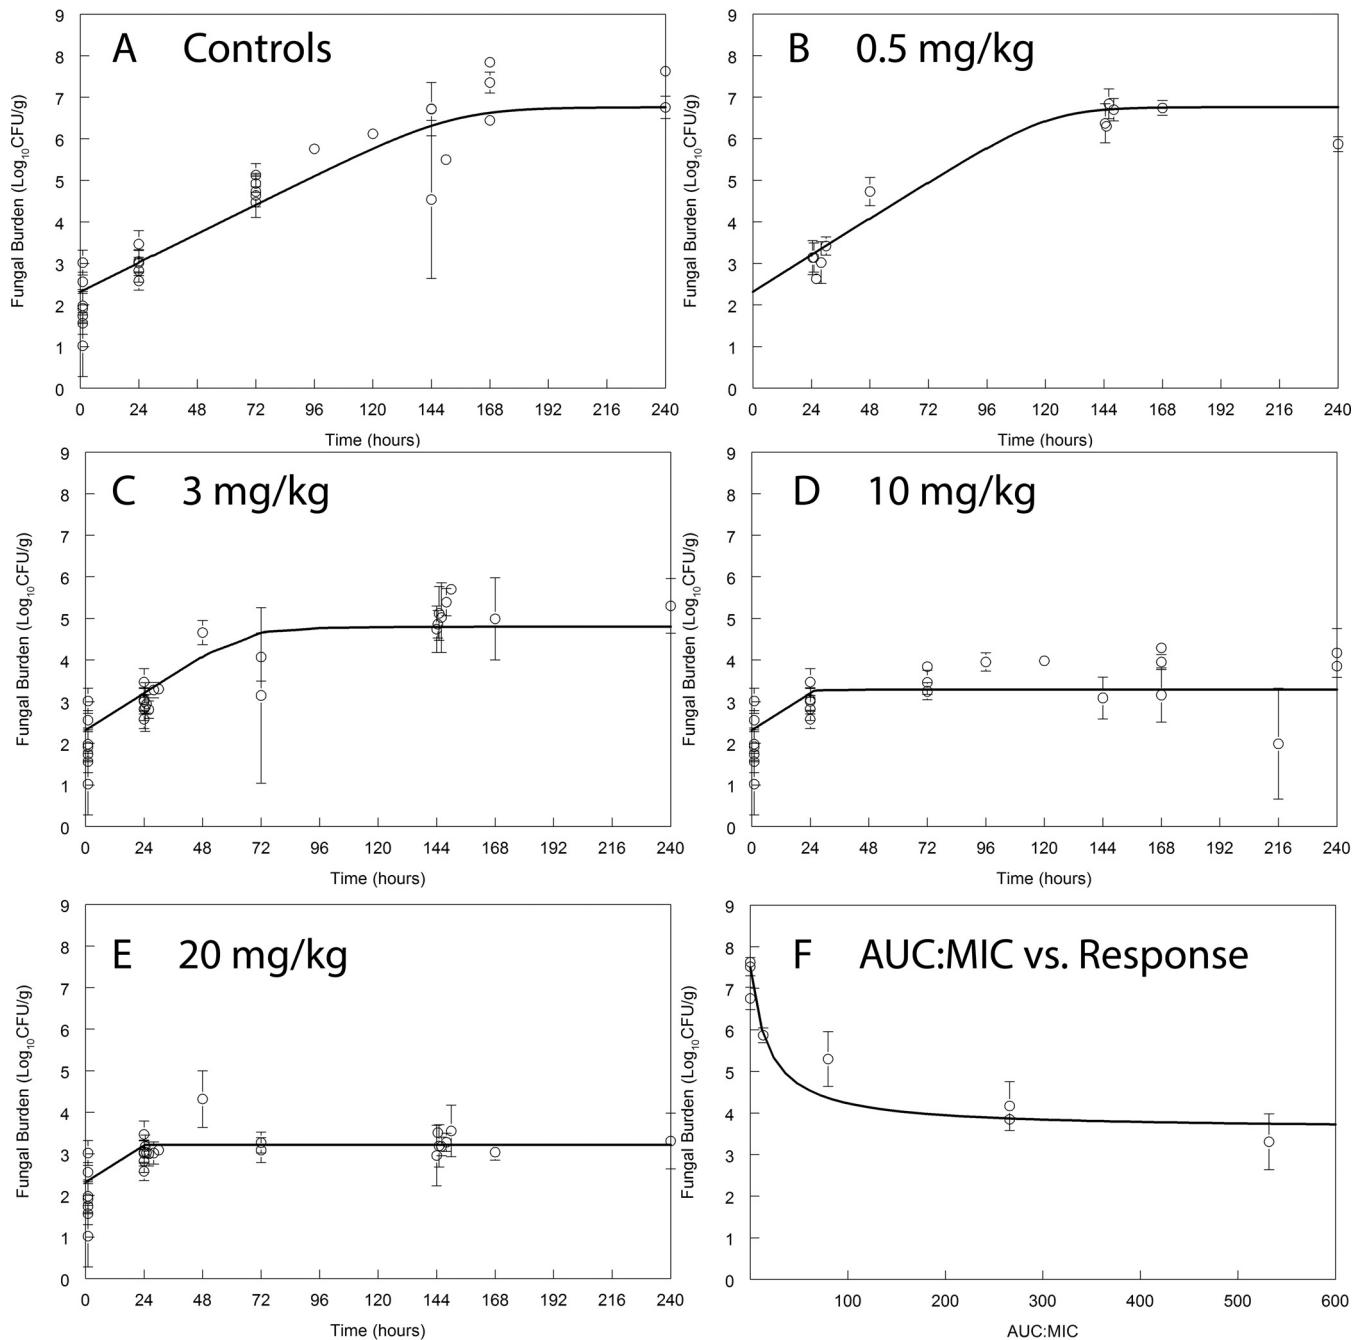 A Controls
Fungal Burden (Log10CFU/g)
9
8
7
6
5
4
3
2
1
0
0 24 48 72 96 120 144 168 192 216 240
Time (hours)
B 0.5 mg/kg
Fungal Burden (Log10CFU/g)
9
8
7
6
5
4
3
2
1
0
0 24 48 72 96 120 144 168 192 216 240
Time (hours)
C 3 mg/kg
Fungal Burden (Log10CFU/g)
9
8
7
6
5
4
3
2
1
0
0 24 48 72 96 120 144 168 192 216 240
Time (hours)
D 10 mg/kg
Fungal Burden (Log10CFU/g)
9
8
7
6
5
4
3
2
1
0
0 24 48 72 96 120 144 168 192 216 240
Time (hours)
E 20 mg/kg
Fungal Burden (Log10CFU/g)
9
8
7
6
5
4
3
2
1
0
0 24 48 72 96 120 144 168 192 216 240
Time (hours)
F AUC:MIC vs. Response
Fungal Burden (Log10CFU/g)
9
8
7
6
5
4
3
2
1
0
100 200 300 400 500 600
AUC:MIC